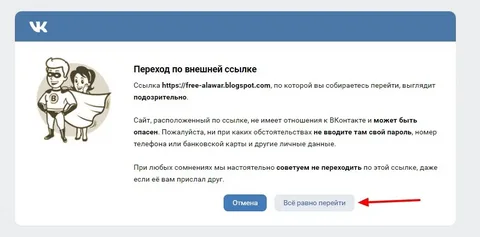 Переход по внешней ссылке
Ссылка https://free-alawar.blogspot.com, по которой вы собираетесь перейти, выглядит
подозрительно.
Сайт, расположенный по ссылке, не имеет отношения к ВКонтакте и может быть
опасен. Пожалуйста, ни при каких обстоятельствах не вводите там свой пароль, номер
телефона или банковской карты и другие личные данные.
При любых сомнениях мы настоятельно советуем не переходить по этой ссылке, даже
если её вам прислал друг.
Отмена
Всё равно перейти